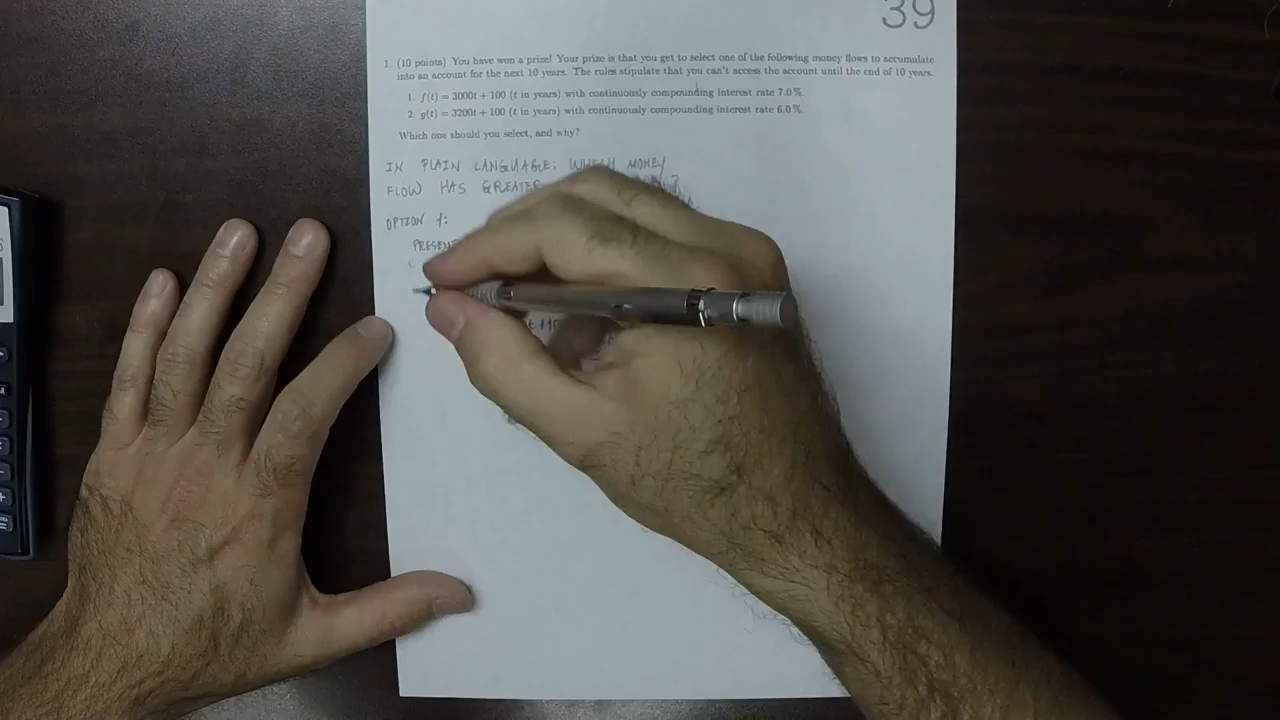 39
1. (10 points) You have won a prize! Your prize is that you get to select one of the following money flows to accumulate
into an account for the next 10 years. The rules stipulate that you can't access the account until the end of 10 years.
1. f(t) = 3000t + 100 (t in years) with continuously compounding interest rate 7.0%.
2. g(t) = 3200t + 100 (t in years) with continuously compounding interest rate 6.0%.
Which one should you select, and why?
IN PLAIN LANGUAGE: WHICH MONEY
FLOW HAS GREATER
OPTION 1: